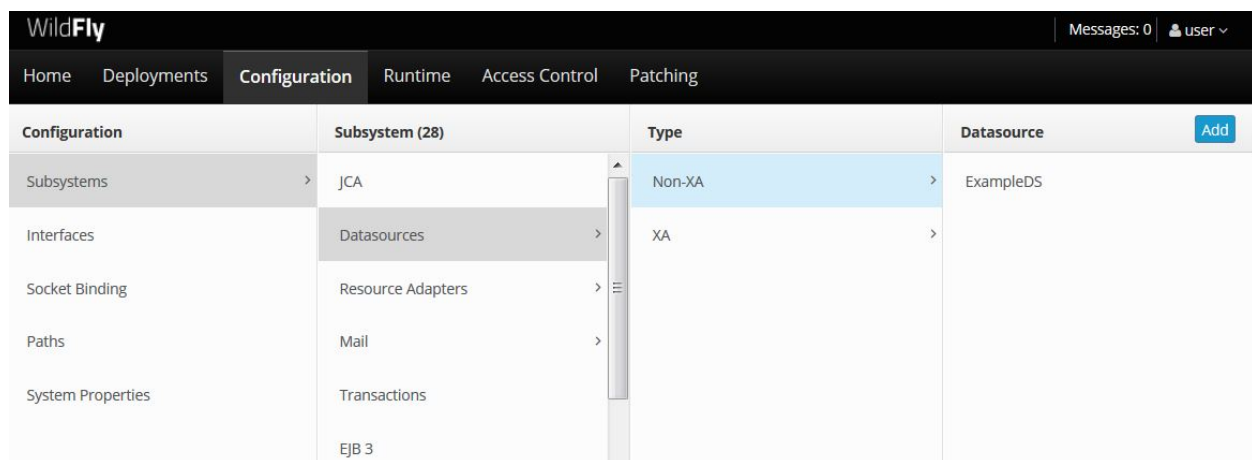 WildFly Messages: 0 user
Home Deployments Configuration Runtime Access Control Patching
Configuration Subsystem (28) Type Datasource Add
Subsystems JCA Non-XA ExampleDS
Interfaces Datasources XA
Socket Binding Resource Adapters
Paths Mail
System Properties Transactions
EJB 3